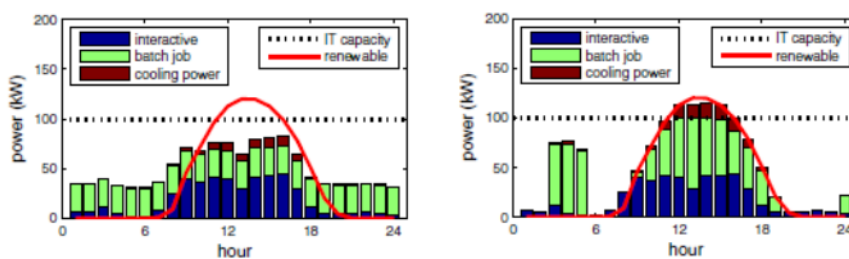 200
interactive
batch job
cooling power
IT capacity
renewable
150
100
50
0
power (kW)
0 6 12 18 24
hour
200
interactive
batch job
cooling power
IT capacity
renewable
150
100
50
0
power (kW)
0 6 12 18 24
hour